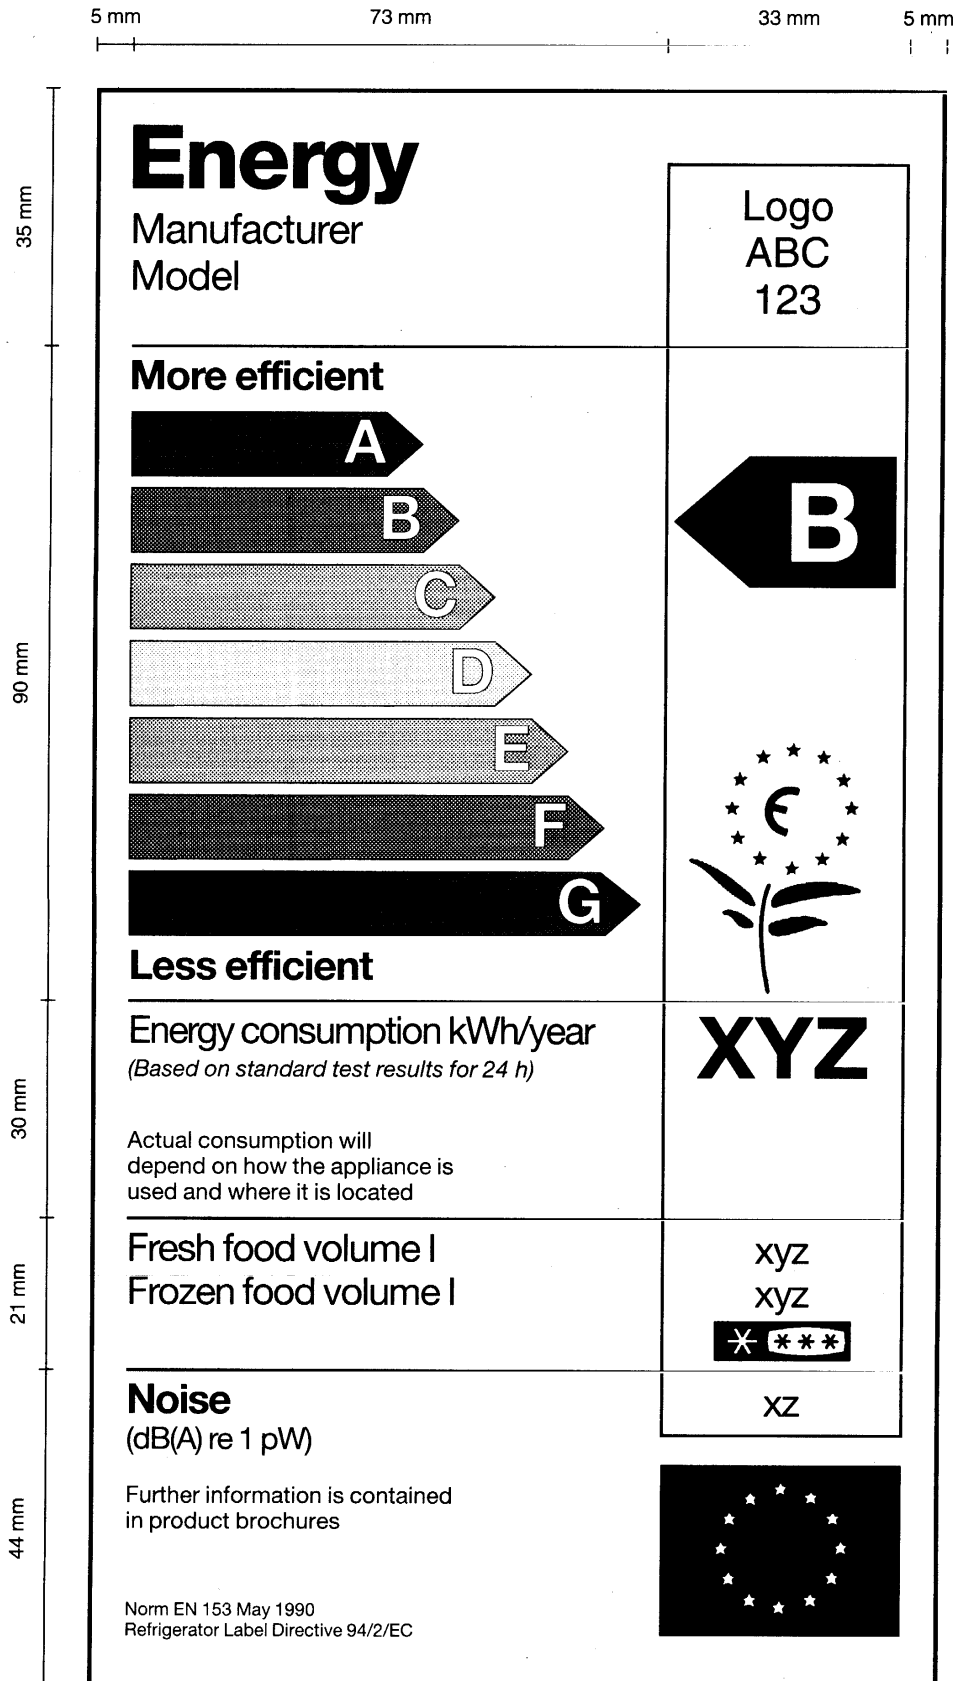 5 mm 73 mm 33 mm 5 mm
35 mm
Energy
Manufacturer
Model
Logo
ABC
123
90 mm
More efficient
A
B
C
D
E
F
G
Less efficient
B
30 mm
Energy consumption kWh/year
(Based on standard test results for 24 h)
XYZ
Actual consumption will
depend on how the appliance is
used and where it is located
21 mm
Fresh food volume l
xyz
Frozen food volume l
xyz
44 mm
Noise
(dB(A) re 1 pW)
xz
Further information is contained
in product brochures
Norm EN 153 May 1990
Refrigerator Label Directive 94/2/EC